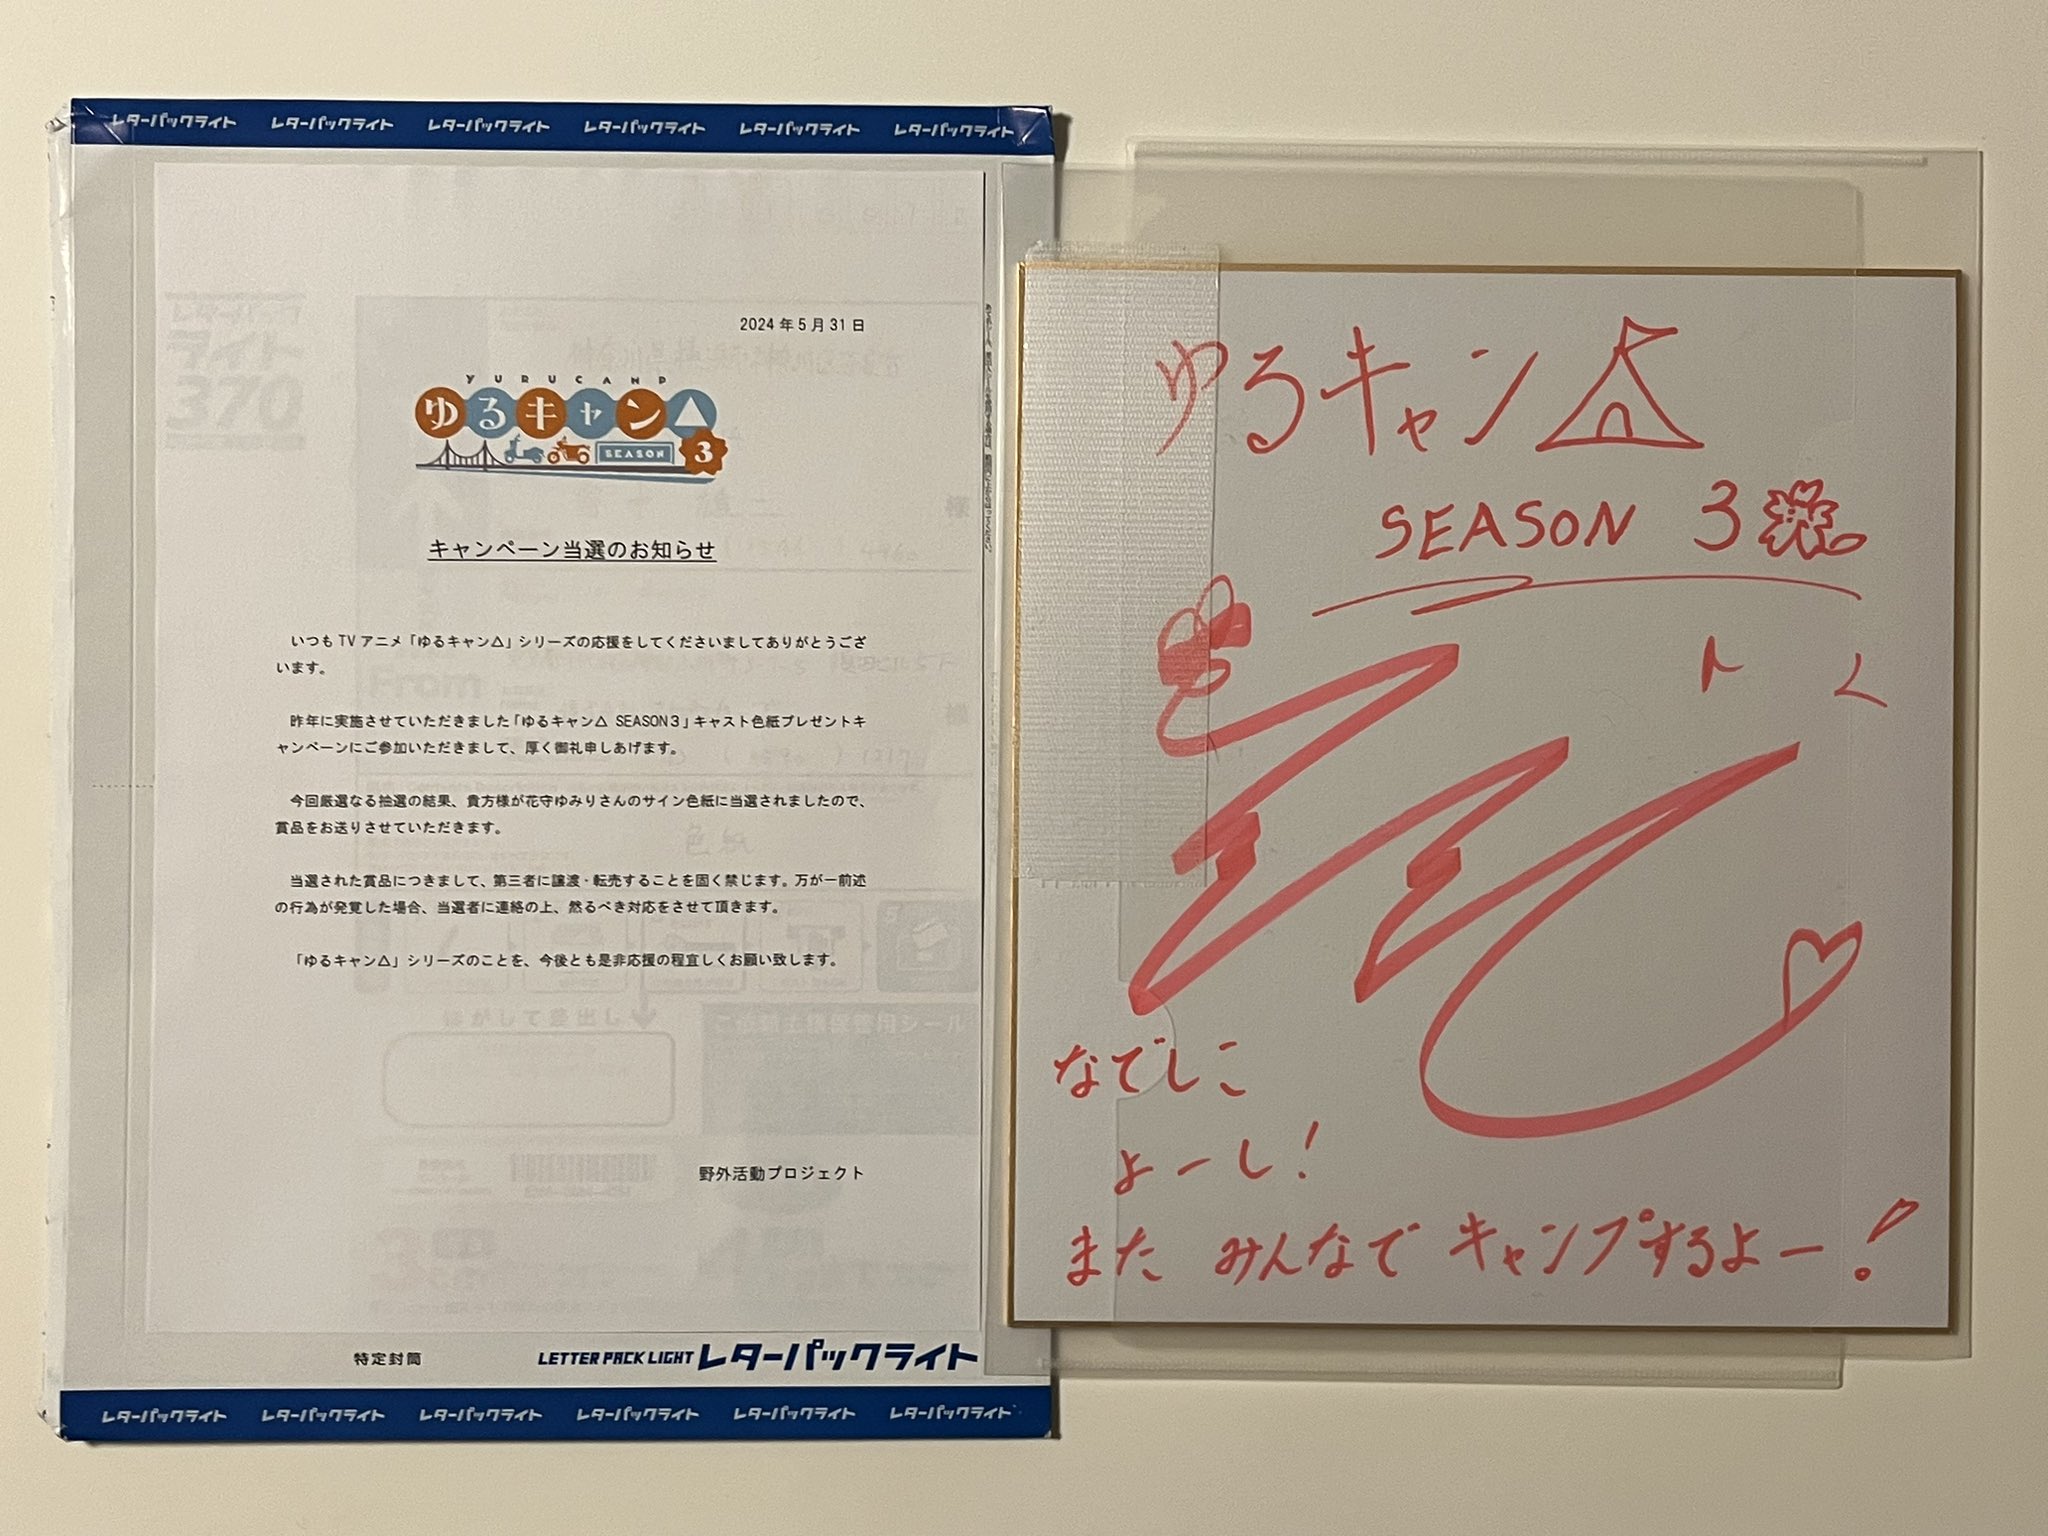 レターパックライト レターパックライト レターパックライト レターパックライト レターパックライト レターパックライト
レターパック
ライト
370
2024年5月31日
YURUCAMP
ゆるキャン△
SEASON 3
キャンペーン当選のお知らせ
いつも TV アニメ「ゆるキャン△」シリーズの応援をしてくださいましてありがとうござ
います。
昨年に実施させていただきました「ゆるキャン△ SEASON3」キャスト色紙プレゼントキ
ャンペーンにご参加いただきまして、厚く御礼申しあげます。
今回厳選なる抽選の結果、貴方様が花守ゆみりさんのサイン色紙に当選されましたので、
賞品をお送りさせていただきます。
当選された賞品につきまして、第三者に譲渡・転売することを固く禁じます。万が一前述
の行為が発覚した場合、当選者に連絡の上、然るべき対応をさせて頂きます。
「ゆるキャン△」シリーズのことを、今後とも是非応援の程宜しくお願い致します。
野外活動プロジェクト
From
様
様
色紙
はがして差出し
特定封筒 LETTER PACK LIGHT レターパックライト
レターパックライト レターパックライト レターパックライト レターパックライト レターパックライト レターパックライト
ゆるキャン△
SEASON 3
なでしこ
よーし!
また みんなで キャンプするよー!